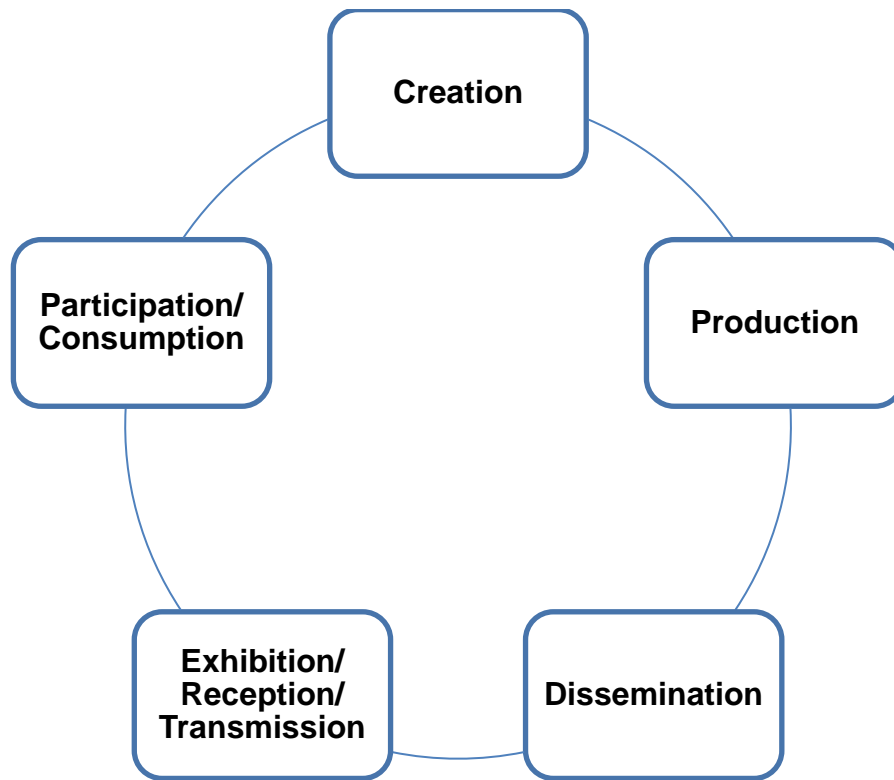 Creation
Production
Dissemination
Exhibition/
Reception/
Transmission
Participation/
Consumption